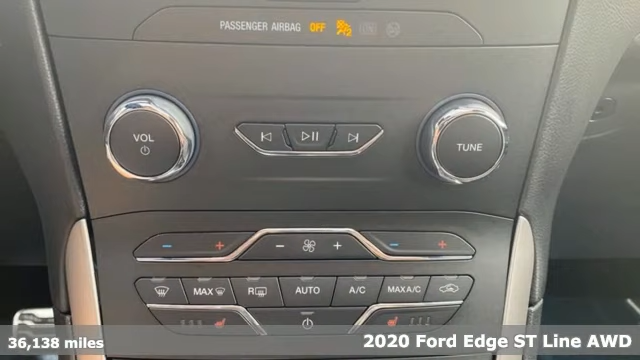 PASSENGER AIRBAG OFF
VOL
TUNE
MAX R AUTO A/C MAX A/C
36,138 miles
2020 Ford Edge ST Line AWD